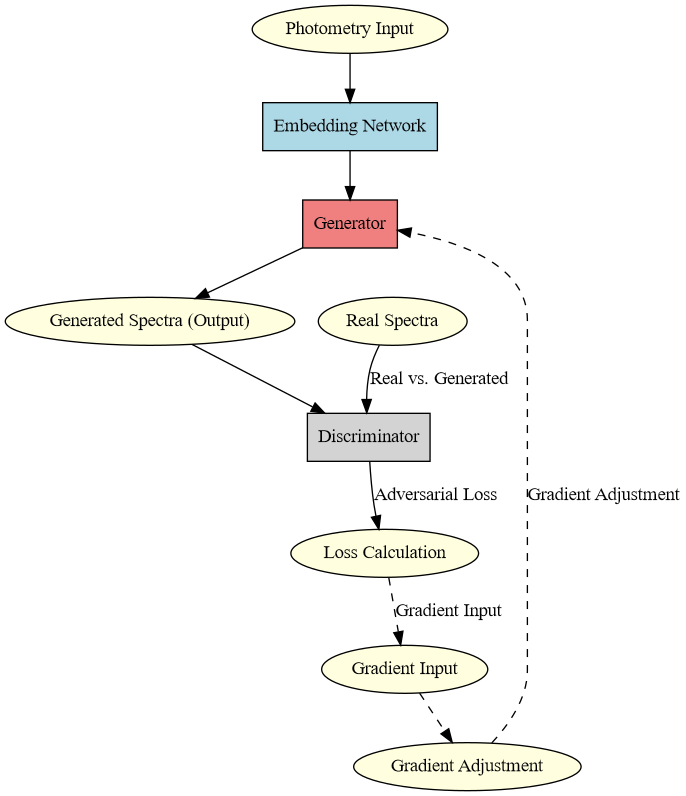 Photometry Input
Embedding Network
Generator
Generated Spectra (Output)
Real Spectra
Real vs. Generated
Discriminator
Adversarial Loss
Gradient Adjustment
Loss Calculation
Gradient Input
Gradient Input
Gradient Adjustment